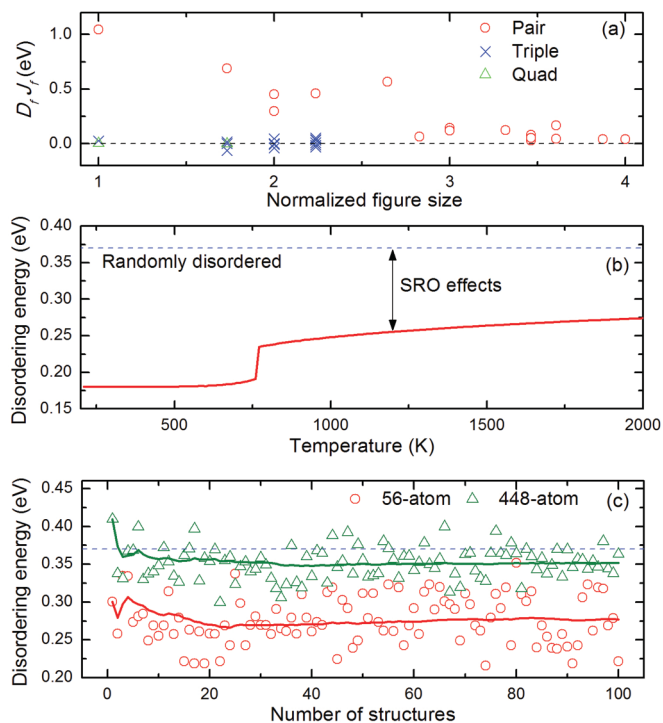 (a)
Pair
Triple
Quad
D_f J_f (eV)
1.0
0.5
0.0
1 2 3 4
Normalized figure size
(b)
Randomly disordered
SRO effects
Disordering energy (eV)
0.40
0.35
0.30
0.25
0.20
0.15
500 1000 1500 2000
Temperature (K)
(c)
56-atom 448-atom
Disordering energy (eV)
0.45
0.40
0.35
0.30
0.25
0.20
0 20 40 60 80 100
Number of structures